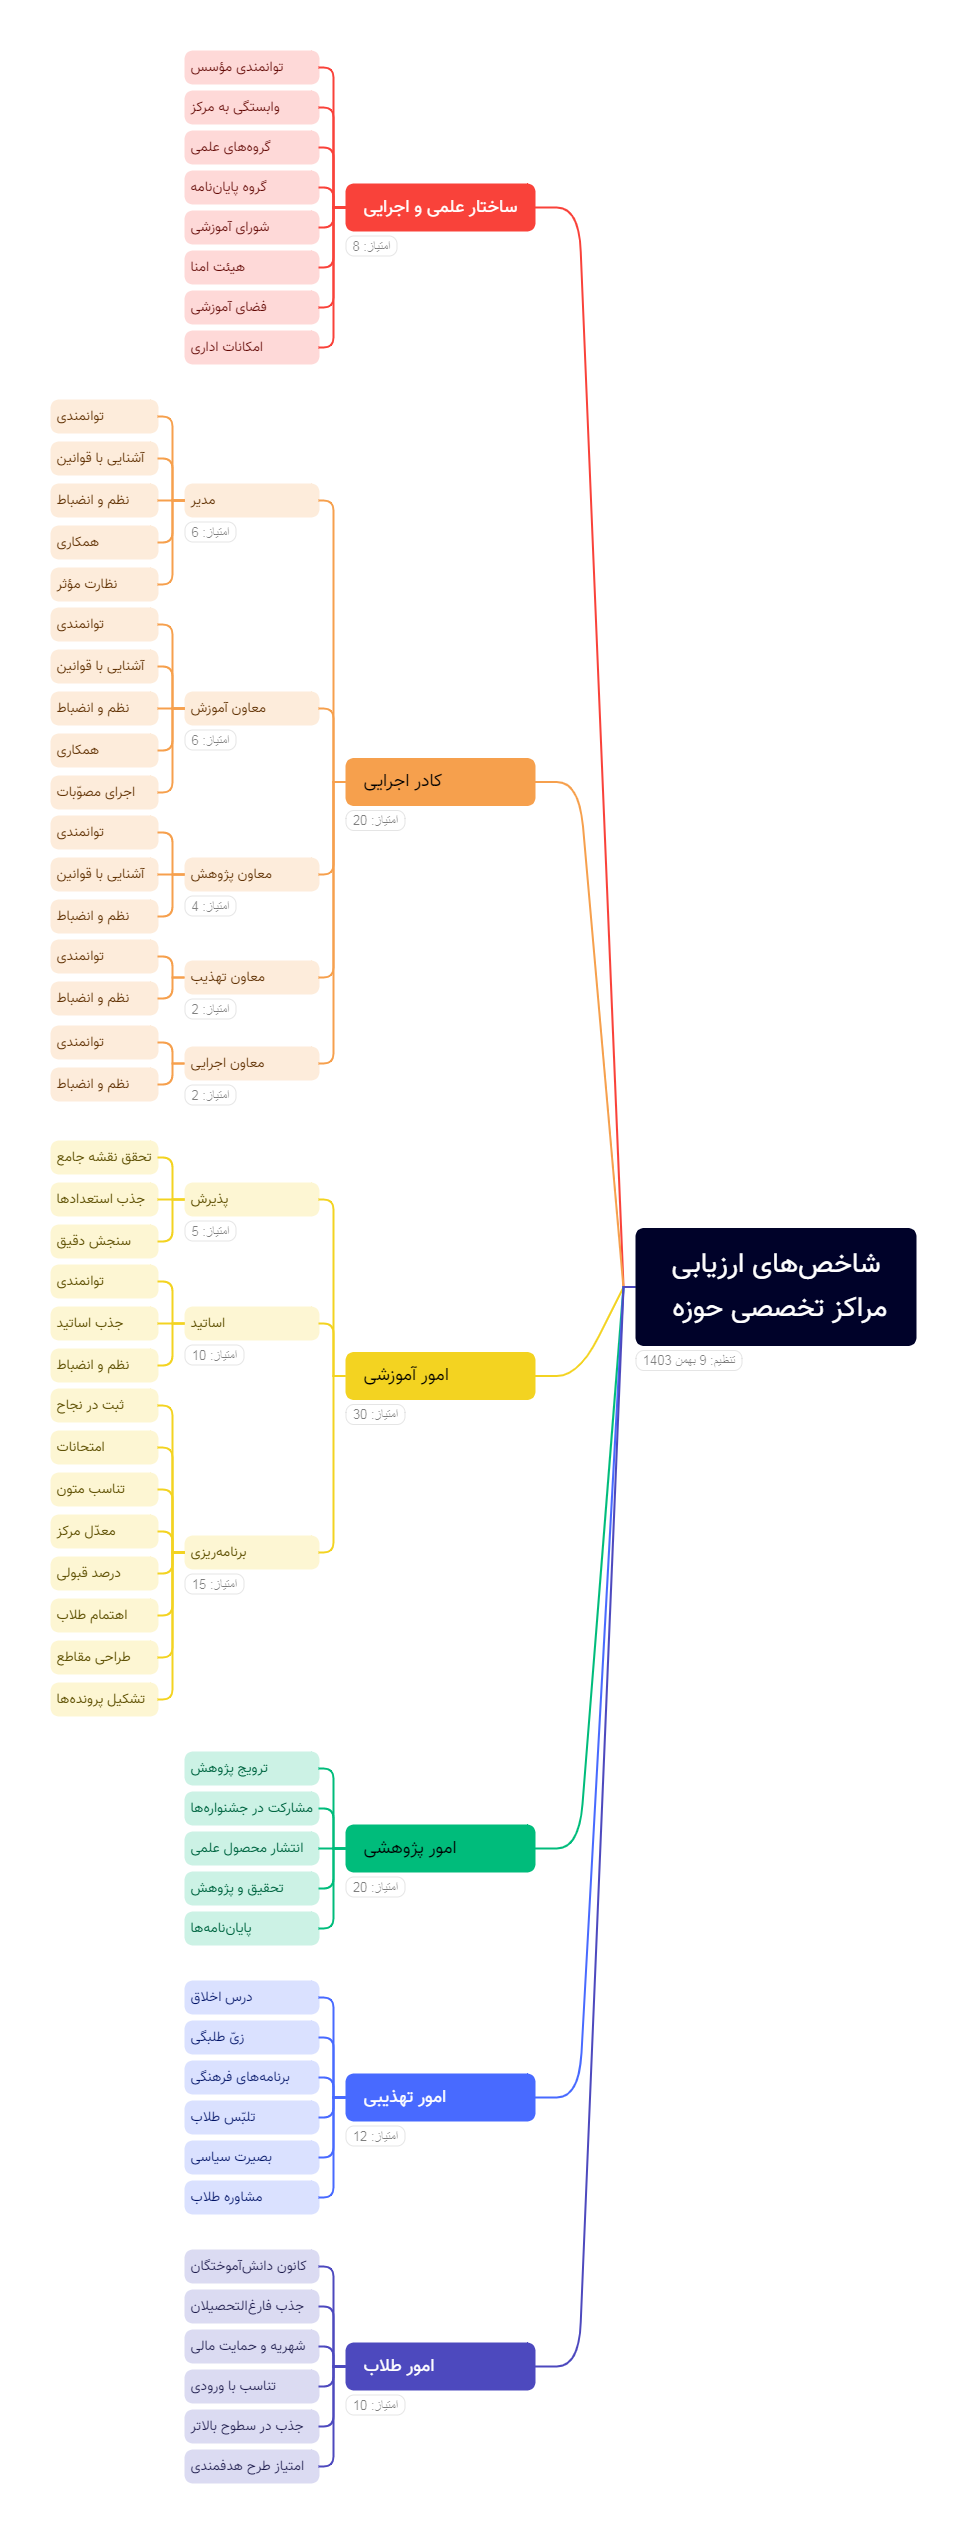 شاخص‌های ارزیابی
مراکز تخصصی حوزه
تنظیم: 9 بهمن 1403
ساختار علمی و اجرایی
امتیاز: 8
توانمندی مؤسس
وابستگی به مرکز
گروه‌های علمی
گروه پایان‌نامه
شورای آموزشی
هیئت امنا
فضای آموزشی
امکانات اداری
کادر اجرایی
امتیاز: 20
مدیر
امتیاز: 6
توانمندی
آشنایی با قوانین
نظم و انضباط
همکاری
نظارت مؤثر
معاون آموزش
امتیاز: 6
توانمندی
آشنایی با قوانین
نظم و انضباط
همکاری
اجرای مصوّبات
معاون پژوهش
امتیاز: 4
توانمندی
آشنایی با قوانین
نظم و انضباط
معاون تهذیب
امتیاز: 2
توانمندی
نظم و انضباط
معاون اجرایی
امتیاز: 2
توانمندی
نظم و انضباط
امور آموزشی
امتیاز: 30
پذیرش
امتیاز: 5
تحقق نقشه جامع
جذب استعدادها
سنجش دقیق
اساتید
امتیاز: 10
توانمندی
جذب اساتید
نظم و انضباط
برنامه‌ریزی
امتیاز: 15
ثبت در نجاح
امتحانات
تناسب متون
معدّل مرکز
درصد قبولی
اهتمام طلاب
طراحی مقاطع
تشکیل پرونده‌ها
امور پژوهشی
امتیاز: 20
ترویج پژوهش
مشارکت در جشنواره‌ها
انتشار محصول علمی
تحقیق و پژوهش
پایان‌نامه‌ها
امور تهذیبی
امتیاز: 12
درس اخلاق
زیّ طلبگی
برنامه‌های فرهنگی
تلبّس طلاب
بصیرت سیاسی
مشاوره طلاب
امور طلاب
امتیاز: 10
کانون دانش‌آموختگان
جذب فارغ‌التحصیلان
شهریه و حمایت مالی
تناسب با ورودی
جذب در سطوح بالاتر
امتیاز طرح هدفمندی